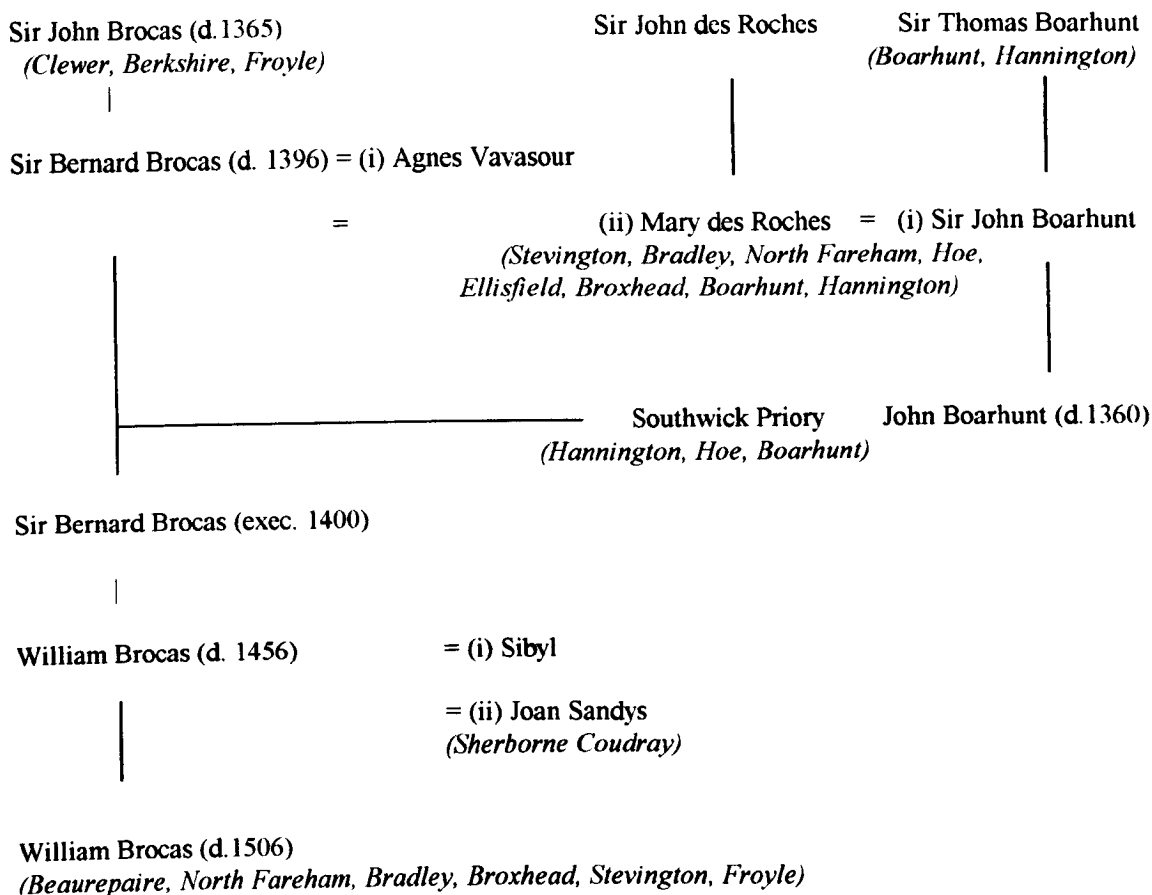 Sir John Brocas (d.1365) Sir John des Roches Sir Thomas Boarhunt
(Clewer, Berkshire, Froyle) (Boarhunt, Hannington)
Sir Bernard Brocas (d. 1396) = (i) Agnes Vavasour
= (ii) Mary des Roches = (i) Sir John Boarhunt
(Stevington, Bradley, North Fareham, Hoe,
Ellisfield, Broxhead, Boarhunt, Hannington)
Southwick Priory John Boarhunt (d.1360)
(Hannington, Hoe, Boarhunt)
Sir Bernard Brocas (exec. 1400)
William Brocas (d. 1456) = (i) Sibyl
= (ii) Joan Sandys
(Sherborne Coudray)
William Brocas (d.1506)
(Beaurepaire, North Fareham, Bradley, Broxhead, Stevington, Froyle)